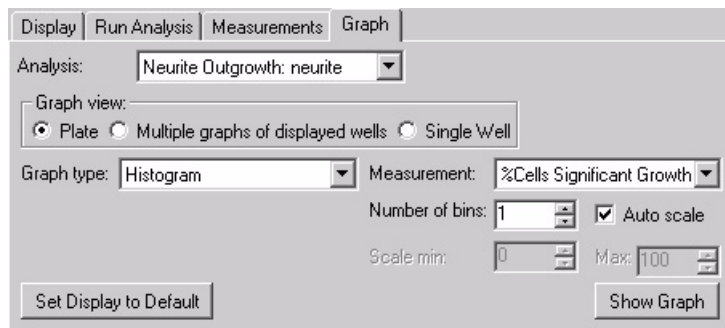 Display Run Analysis Measurements Graph
Analysis: Neurite Outgrowth: neurite
Graph view:
Plate Multiple graphs of displayed wells Single Well
Graph type: Histogram Measurement: %Cells Significant Growth
Number of bins: 1 Auto scale
Scale min: 0 Max: 100
Set Display to Default Show Graph